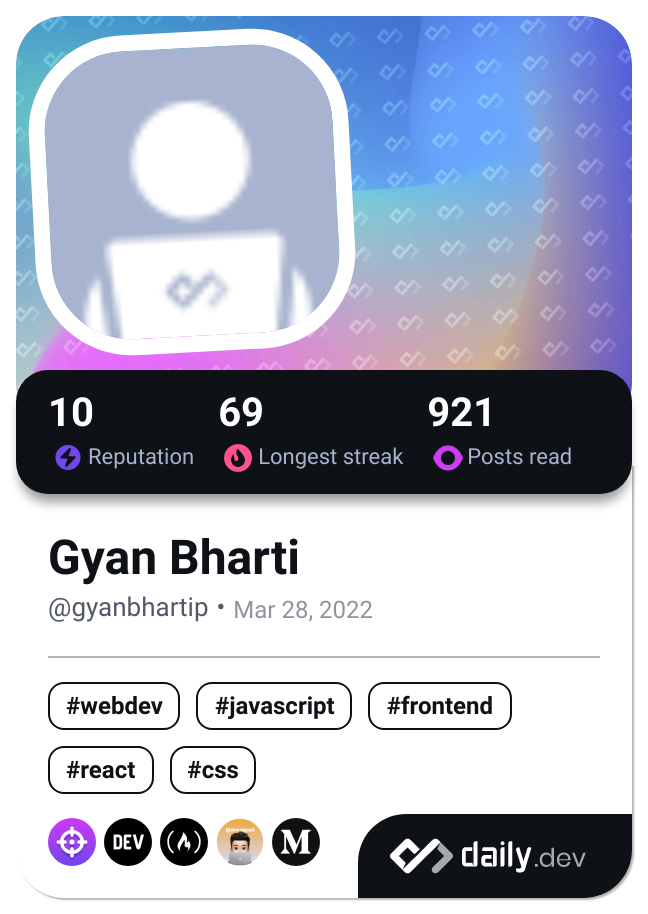 10 69 921
Reputation Longest streak Posts read
Gyan Bharti
@gyanbhartip • Mar 28, 2022
#webdev #javascript #frontend
#react #css
DEV M
daily.dev